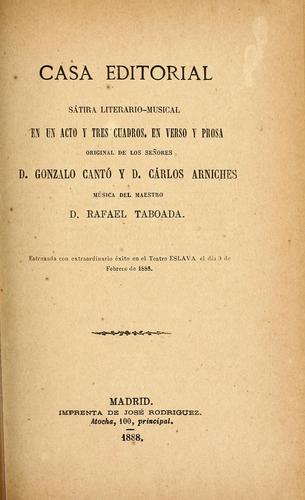 CASA EDITORIAL
SÁTIRA LITERARIO-MUSICAL
EN UN ACTO Y TRES CUADROS, EN VERSO Y PROSA
ORIGINAL DE LOS SEÑORES
D. GONZALO CANTÓ Y D. CÁRLOS ARNICHES
MÚSICA DEL MAESTRO
D. RAFAEL TABOADA.
Estrenada con extraordinario éxito en el Teatro ESLAVA el día 9 de
Febrero de 1888.
MADRID.
IMPRENTA DE JOSÉ RODRIGUEZ.
Atocha, 100, principal.
1888.